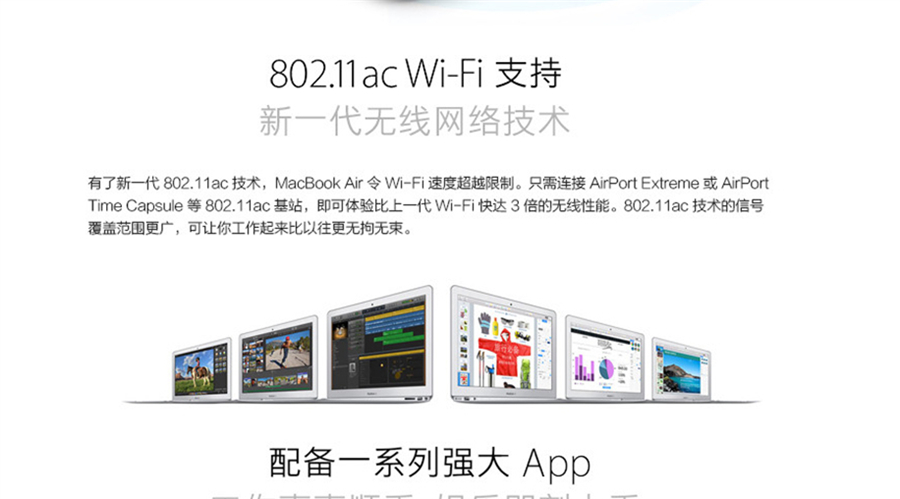 802.11ac Wi-Fi 支持
新一代无线网络技术
有了新一代 802.11ac 技术，MacBook Air 令 Wi-Fi 速度超越限制。只需连接 AirPort Extreme 或 AirPort
Time Capsule 等 802.11ac 基站，即可体验比上一代 Wi-Fi 快达 3 倍的无线性能。802.11ac 技术的信号
覆盖范围更广，可让你工作起来比以往更无拘无束。
旅行必备
配备一系列强大 App